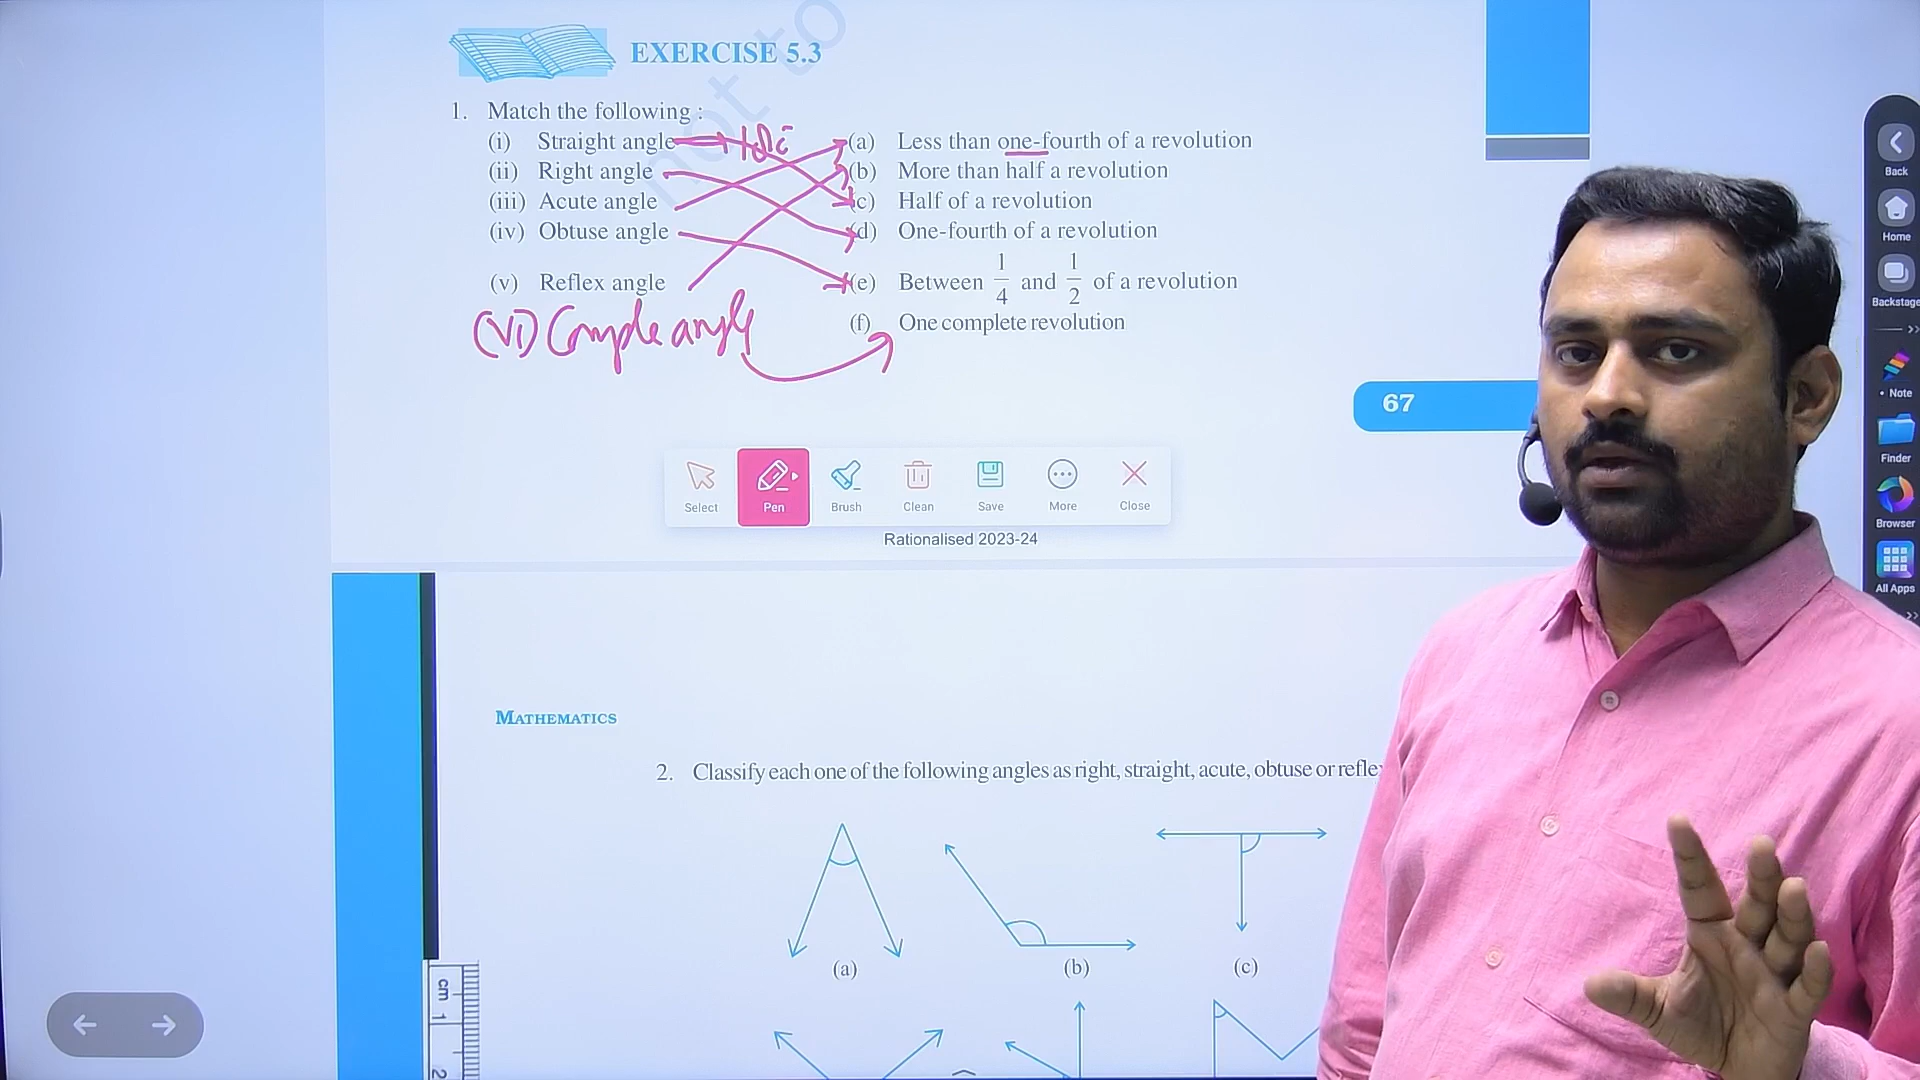 not to
EXERCISE 5.3
1. Match the following :
(i) Straight angle (a) Less than one-fourth of a revolution
(ii) Right angle (b) More than half a revolution
(iii) Acute angle (c) Half of a revolution
(iv) Obtuse angle (d) One-fourth of a revolution
(v) Reflex angle (e) Between 1/4 and 1/2 of a revolution
(vi) Comple angle (f) One complete revolution
67
Select Pen Brush Clean Save More Close
Rationalised 2023-24
MATHEMATICS
2. Classify each one of the following angles as right, straight, acute, obtuse or refle
(a) (b) (c)
cm 1 2
Back
Home
Backstage
• Note
Finder
Browser
All Apps